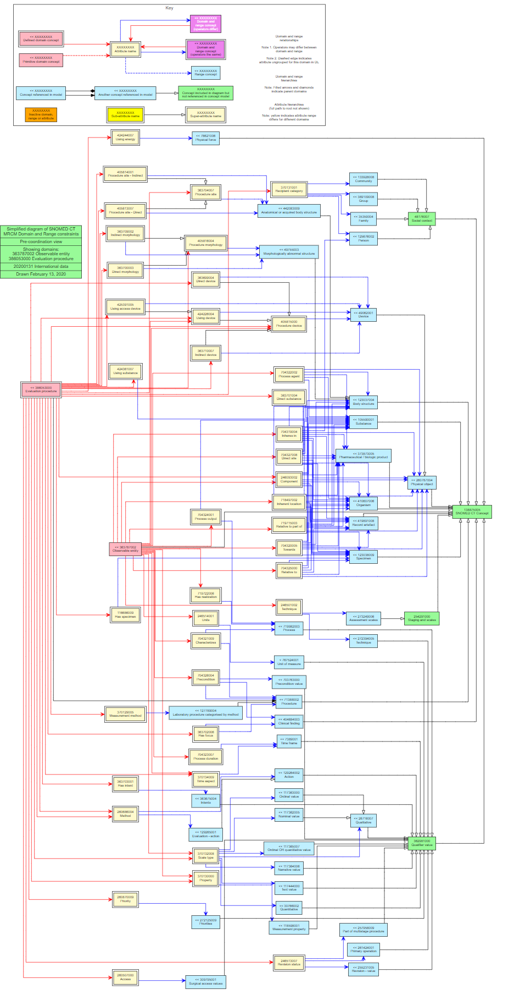 Key
<< XXXXXXXX
Domain and
range concept
(operators differ)
<< XXXXXXXX
Defined domain concept
XXXXXXXX
Attribute name
<< XXXXXXXX
Domain and
range concept
(operators the same)
<< XXXXXXXX
Primitive domain concept
<< XXXXXXXX
Range concept
Domain and range
relationships
Note 1. Operators may differ between
domain and range
Note 2. Dashed edge indicates
attribute ungrouped for this domain in DL
Domain and range
hierarchies
Note: Filled arrows and diamonds
indicate parent domains
<< XXXXXXXX
Concept referenced in model
<< XXXXXXXX
Another concept referenced in model
XXXXXXXX
Concept included in diagram but
not referenced in concept model
XXXXXXXX
Inactive domain,
range or attribute
XXXXXXXX
Sub-attribute name
XXXXXXXX
Super-attribute name
Attribute hierarchies
(full path to root not shown)
Note: yellow indicates attribute range
differs for different domains
424244007
Using energy
<< 78621006
Physical force
405814001
Procedure site - Indirect
363704007
Procedure site
405813007
Procedure site - Direct
370131001
Recipient category
<< 442083009
Anatomical or acquired body structure
<< 133928008
Community
<< 389109008
Group
<< 35359004
Family
<< 125676002
Person
48176007
Social context
Simplified diagram of SNOMED CT
MRCM Domain and Range constraints
Pre-coordination view
Showing domains:
363787002 Observable entity
386053000 Evaluation procedure
20200131 International data
Drawn February 13, 2020
363709002
Indirect morphology
405816004
Procedure morphology
363700003
Direct morphology
<< 49755003
Morphologically abnormal structure
363699004
Direct device
425391005
Using access device
424226004
Using device
405815000
Procedure device
363710007
Indirect device
<< 49062001
Device
424361007
Using substance
<< 386053000
Evaluation procedure
704322002
Process agent
363701004
Direct substance
<< 123037004
Body structure
<< 105590001
Substance
704319004
Inheres in
704327008
Direct site
<< 373873005
Pharmaceutical / biologic product
246093002
Component
<< 260787004
Physical object
718497002
Inherent location
<< 410607006
Organism
138875005
SNOMED CT Concept
704324001
Process output
719715003
Relative to part of
<< 419891008
Record artefact
<< 363787002
Observable entity
704320005
Towards
<< 123038009
Specimen
704325000
Relative to
719722006
Has realization
246501002
Technique
116686009
Has specimen
246514001
Units
<< 273249006
Assessment scales
254291000
Staging and scales
<< 719982003
Process
704321009
Characterizes
<< 272394005
Technique
< 767524001
Unit of measure
704326004
Precondition
<< 703763000
Precondition value
<< 71388002
Procedure
370129005
Measurement method
<< 127789004
Laboratory procedure categorised by method
<< 404684003
Clinical finding
363702006
Has focus
<< 7389001
Time frame
704323007
Process duration
370134009
Time aspect
<< 129264002
Action
363703001
Has intent
<< 363675004
Intents
<< 117363000
Ordinal value
260686004
Method
<< 117362005
Nominal value
<< 26716007
Qualitative
<< 129265001
Evaluation - action
362981000
Qualifier value
<< 117365007
Ordinal OR quantitative value
370132008
Scale type
<< 117364006
Narrative value
370130000
Property
<< 117444000
Text value
260870009
Priority
<< 30766002
Quantitative
<< 272125009
Priorities
<< 118598001
Measurement property
<< 257958009
Part of multistage procedure
<< 261424001
Primary operation
246513007
Revision status
<< 255231005
Revision - value
260507000
Access
<< 309795001
Surgical access values